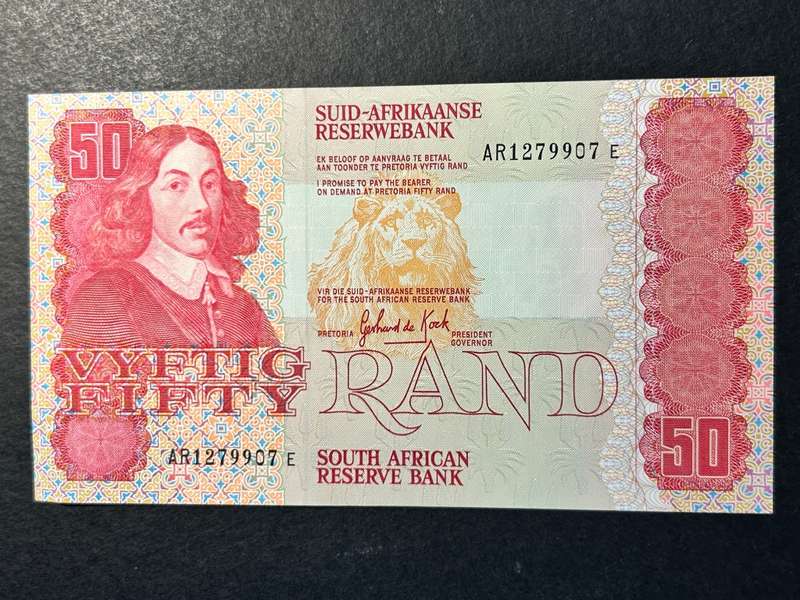 50
SUID-AFRIKAANSE
RESERWEBANK
EK BELOOF OP AANVRAAG TE BETAAL
AAN TOONDER TE PRETORIA VYFTIG RAND
AR1279907 E
I PROMISE TO PAY THE BEARER
ON DEMAND AT PRETORIA FIFTY RAND
VIR DIE SUID-AFRIKAANSE RESERWEBANK
FOR THE SOUTH AFRICAN RESERVE BANK
PRETORIA Gerhard de Kock PRESIDENT
GOVERNOR
VYFTIG
FIFTY
RAND
AR1279907 E
SOUTH AFRICAN
RESERVE BANK
50